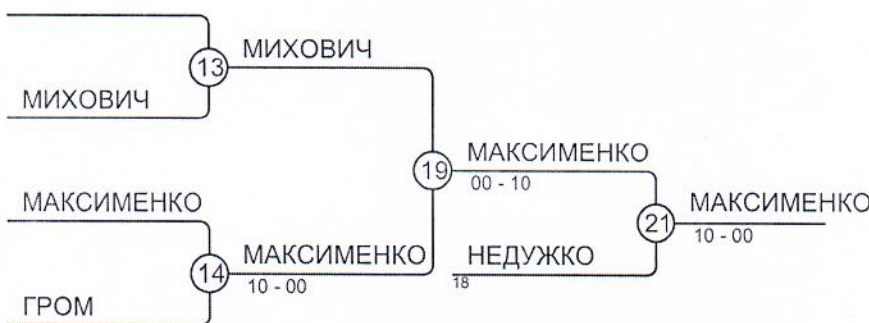 13
МИХОВИЧ
МИХОВИЧ
19
МАКСИМЕНКО
00 - 10
МАКСИМЕНКО
21
МАКСИМЕНКО
10 - 00
14
МАКСИМЕНКО
10 - 00
НЕДУЖКО
18
ГРОМ